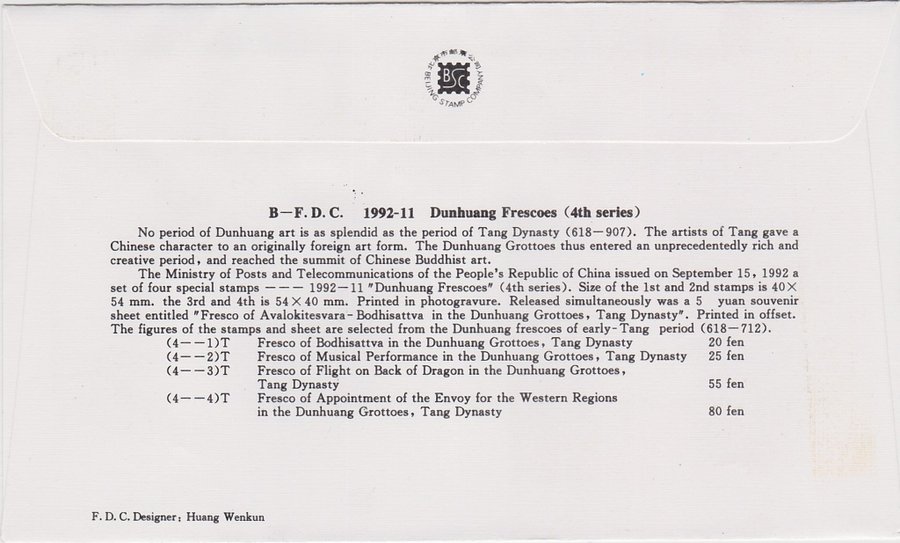 北京市邮票公司
BSC
BEIJING STAMP COMPANY
B—F. D. C. 1992-11 Dunhuang Frescoes (4th series)
No period of Dunhuang art is as splendid as the period of Tang Dynasty (618—907). The artists of Tang gave a
Chinese character to an originally foreign art form. The Dunhuang Grottoes thus entered an unprecedentedly rich and
creative period, and reached the summit of Chinese Buddhist art.
The Ministry of Posts and Telecommunications of the People's Republic of China issued on September 15, 1992 a
set of four special stamps — — — 1992—11 "Dunhuang Frescoes" (4th series). Size of the 1st and 2nd stamps is 40×
54 mm. the 3rd and 4th is 54×40 mm. Printed in photogravure. Released simultaneously was a 5 yuan souvenir
sheet entitled "Fresco of Avalokitesvara-Bodhisattva in the Dunhuang Grottoes, Tang Dynasty". Printed in offset.
The figures of the stamps and sheet are selected from the Dunhuang frescoes of early-Tang period (618—712).
(4——1)T Fresco of Bodhisattva in the Dunhuang Grottoes, Tang Dynasty 20 fen
(4——2)T Fresco of Musical Performance in the Dunhuang Grottoes, Tang Dynasty 25 fen
(4——3)T Fresco of Flight on Back of Dragon in the Dunhuang Grottoes,
Tang Dynasty 55 fen
(4——4)T Fresco of Appointment of the Envoy for the Western Regions
in the Dunhuang Grottoes, Tang Dynasty 80 fen
F. D. C. Designer: Huang Wenkun